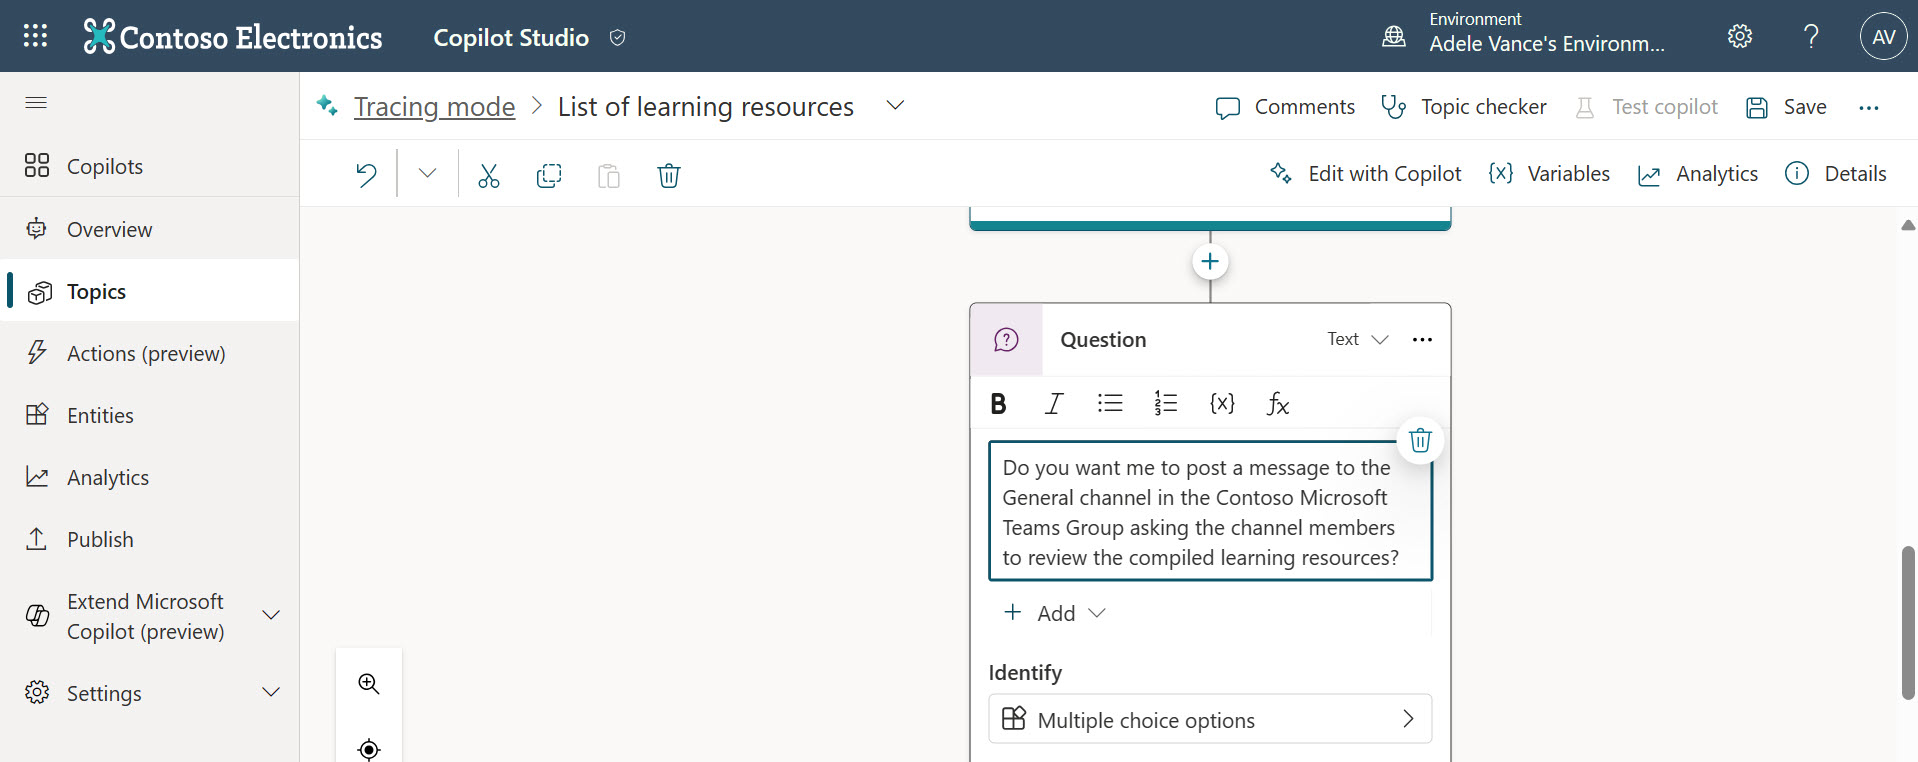 Contoso Electronics
Copilot Studio
Environment
Adele Vance's Environm...
AV
Tracing mode > List of learning resources
Comments
Topic checker
Test copilot
Save
Edit with Copilot
Variables
Analytics
Details
Copilots
Overview
Topics
Actions (preview)
Entities
Analytics
Publish
Extend Microsoft
Copilot (preview)
Settings
Question
Text
Do you want me to post a message to the
General channel in the Contoso Microsoft
Teams Group asking the channel members
to review the compiled learning resources?
Add
Identify
Multiple choice options